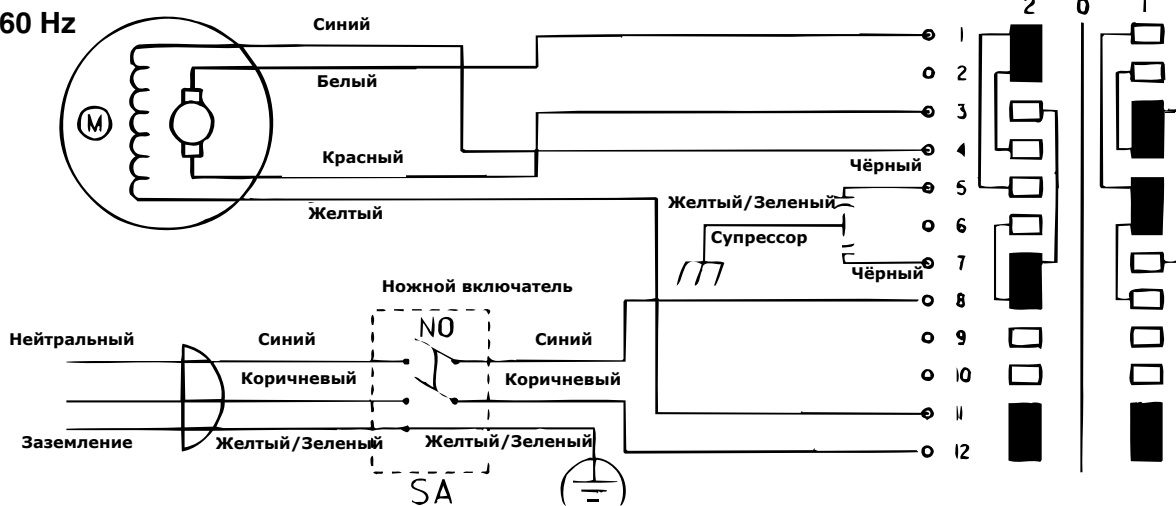 60 Hz
2 0 1
Синий
Белый
Красный
Желтый
M
1
2
3
4
5
6
7
8
9
10
11
12
Чёрный
Желтый/Зеленый
Супрессор
Чёрный
Ножной включатель
NO
Нейтральный
Синий
Синий
Коричневый
Коричневый
Заземление
Желтый/Зеленый
Желтый/Зеленый
SA